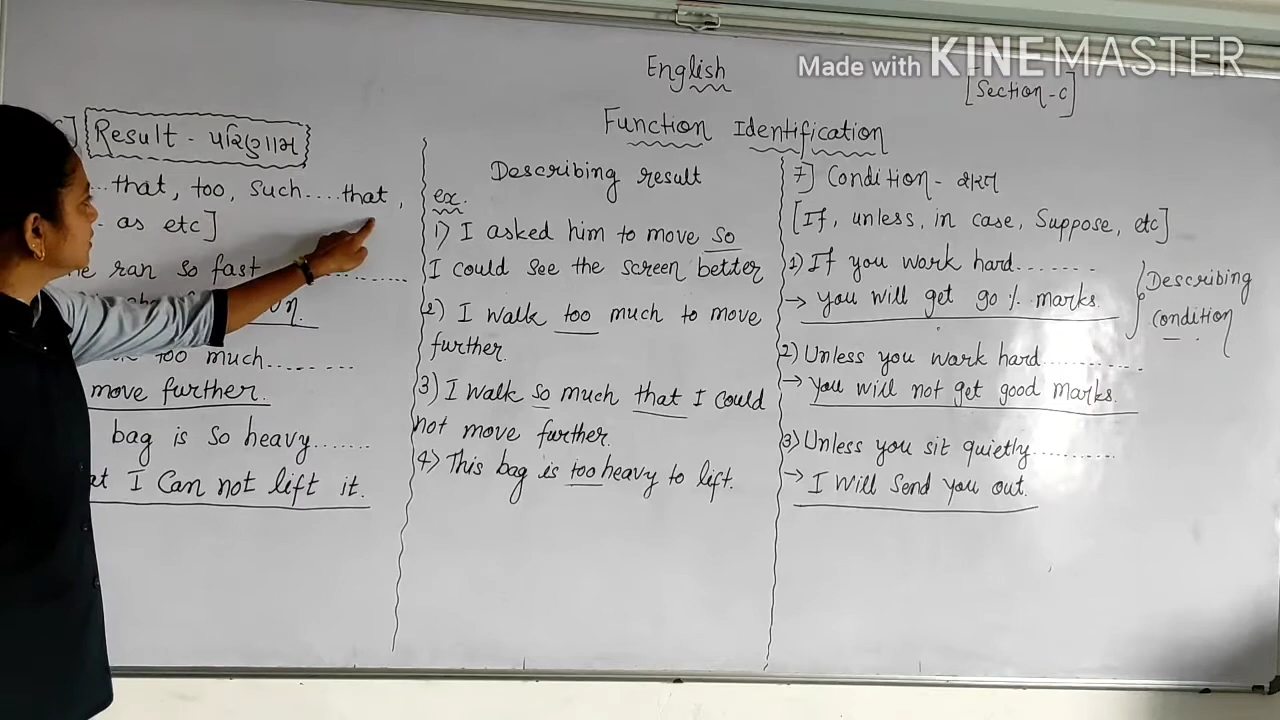 English
Made with KINEMASTER
[Section-C]
Function Identification
] Result - પરિણામ
...that, too, Such....that,
. as etc]
ran so fast ........
too much..........
move further.
bag is so heavy.......
I Can not lift it.
Describing result
ex.
1) I asked him to move so
I could see the screen better
2) I walk too much to move
further.
3) I walk so much that I could
not move further.
4) This bag is too heavy to lift.
7] Condition - શરત
[If, unless, in case, Suppose, etc]
1) If you work hard.......
→ you will get 90 % marks.
Describing
condition
2) Unless you work hard............
→ You will not get good marks.
3) Unless you sit quietly...........
→ I will Send you out.